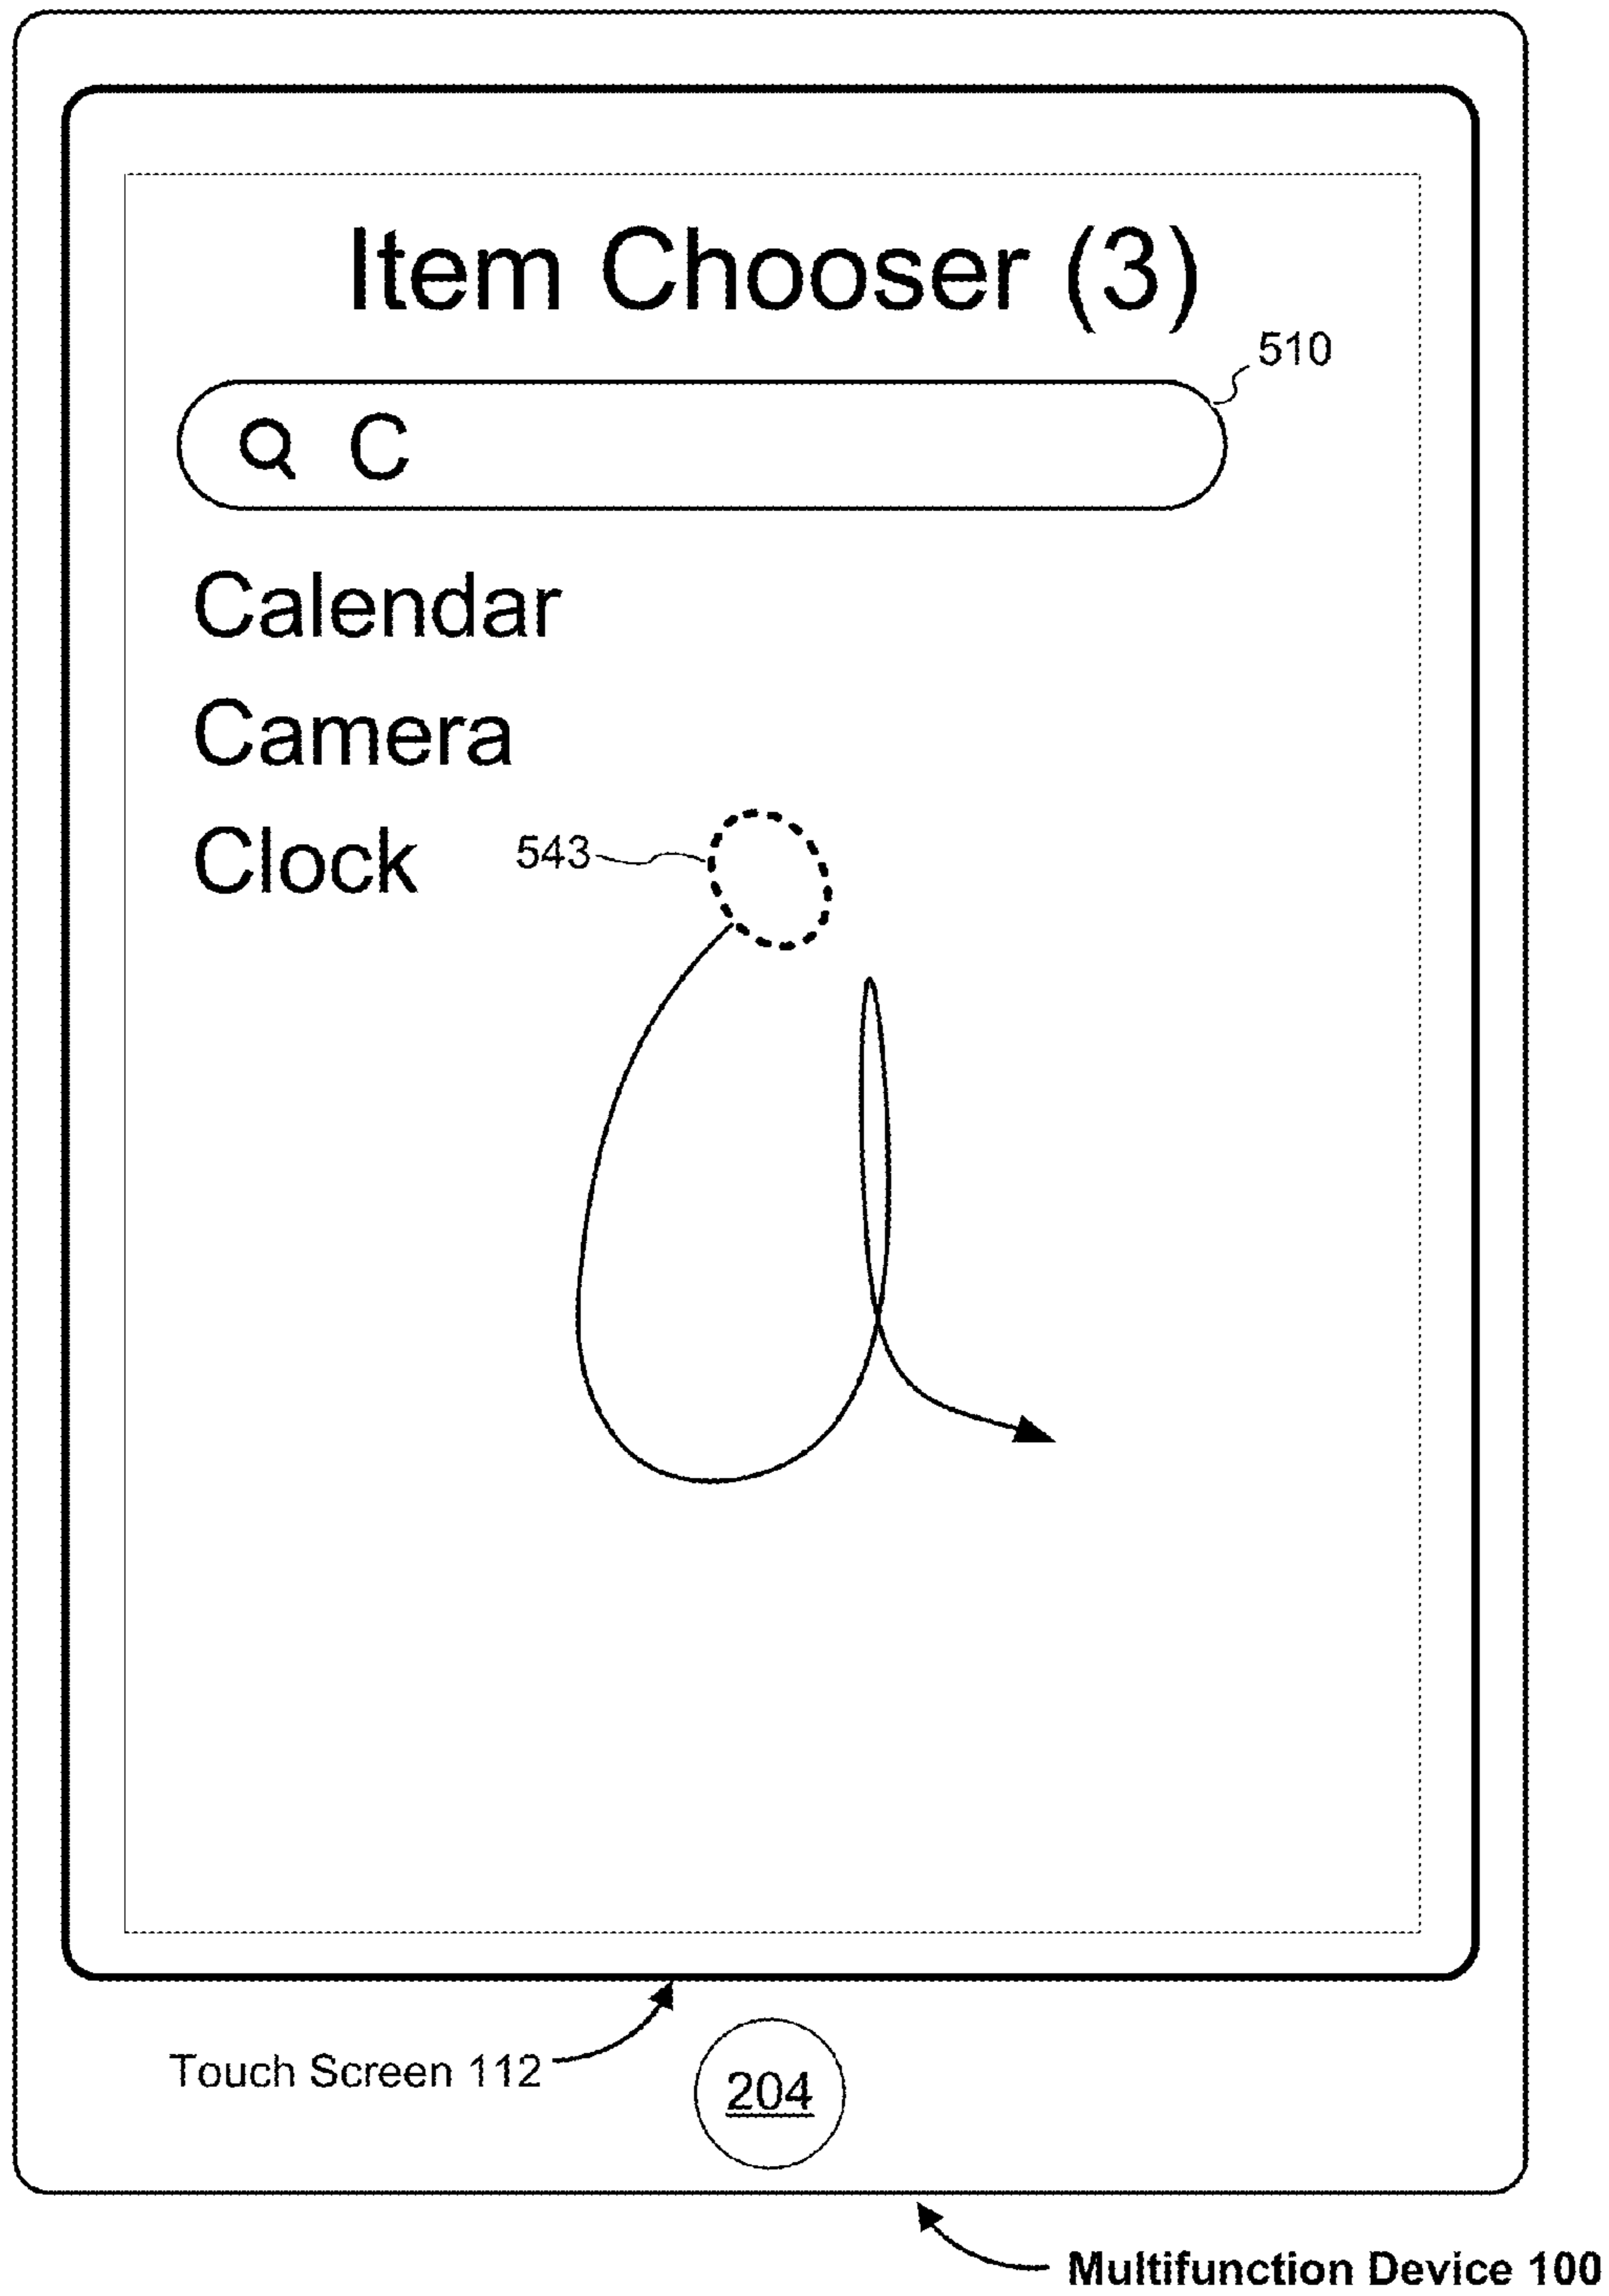 Item Chooser (3)
510
C
Calendar
Camera
Clock
543
Touch Screen 112
204
Multifunction Device 100